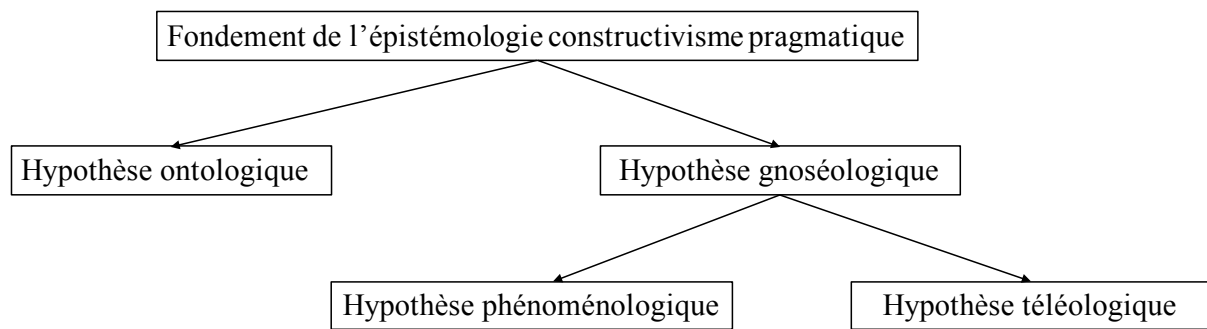 Fondement de l’épistémologie constructivisme pragmatique
Hypothèse ontologique
Hypothèse gnoséologique
Hypothèse phénoménologique
Hypothèse téléologique